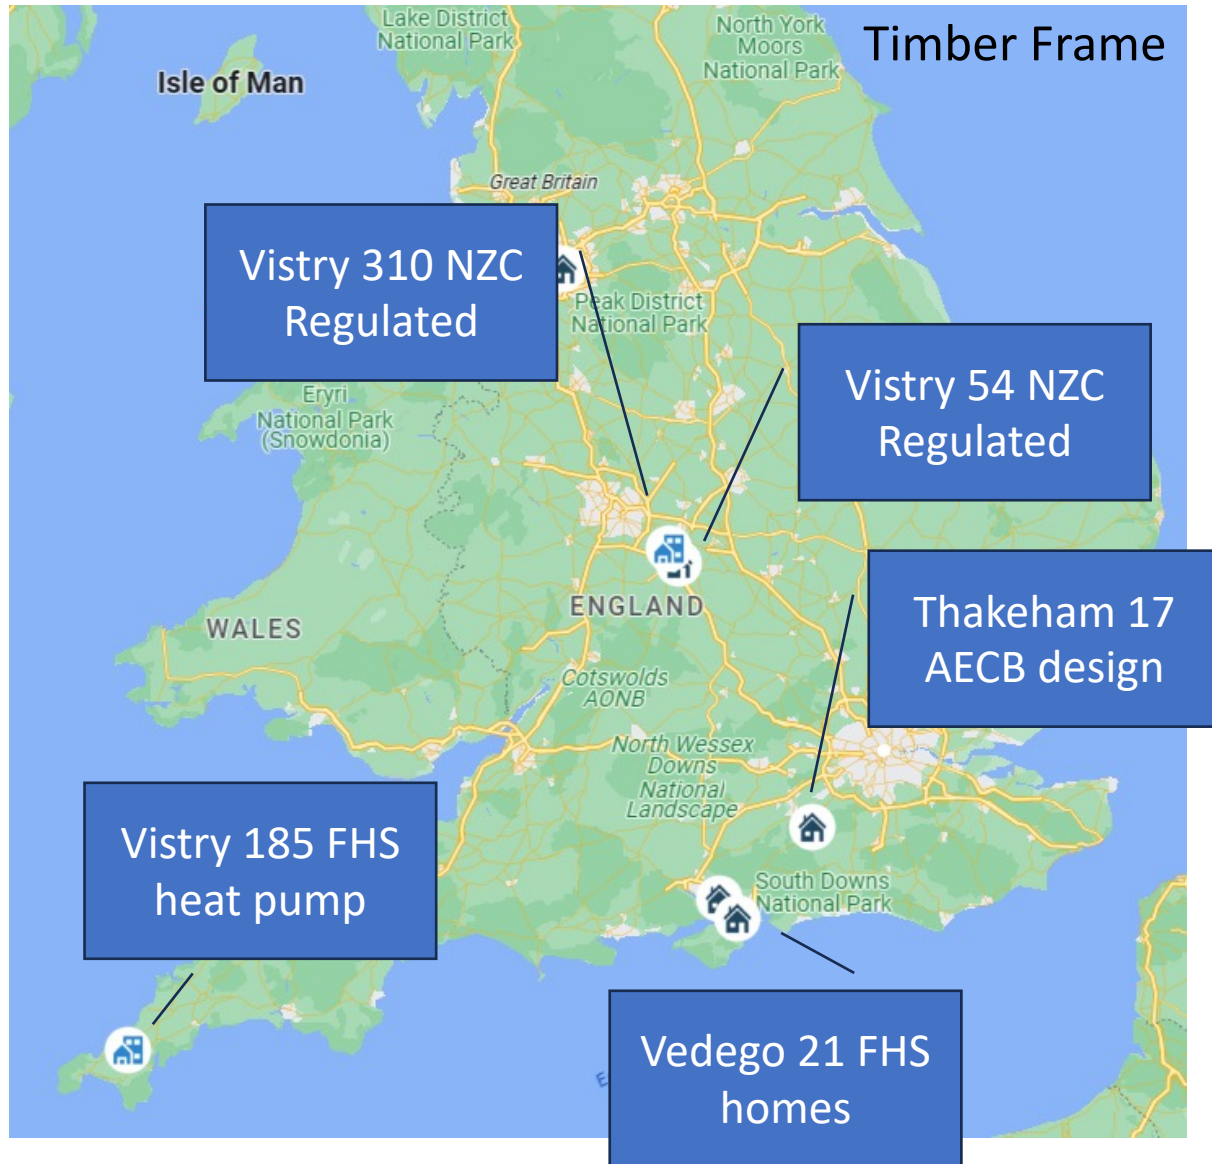 Lake District
National Park
North York
Moors
National Park
Timber Frame
Isle of Man
Great Britain
Vistry 310 NZC
Regulated
Peak District
National Park
Vistry 54 NZC
Regulated
Eryri
National Park
(Snowdonia)
ENGLAND
WALES
Thakeham 17
AECB design
Cotswolds
AONB
North Wessex
Downs
National
Landscape
Vistry 185 FHS
heat pump
South Downs
National Park
Vedego 21 FHS
homes